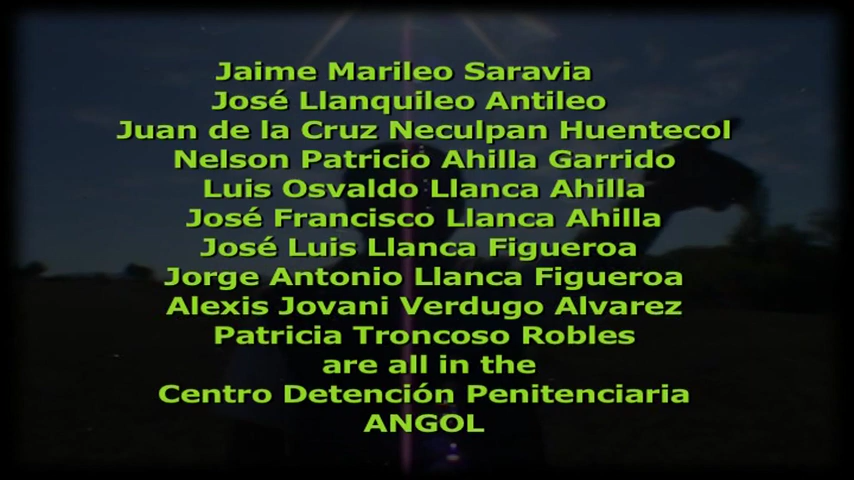 Jaime Marileo Saravia
José Llanquileo Antileo
Juan de la Cruz Neculpan Huentecol
Nelson Patricio Ahilla Garrido
Luis Osvaldo Llanca Ahilla
José Francisco Llanca Ahilla
José Luis Llanca Figueroa
Jorge Antonio Llanca Figueroa
Alexis Jovani Verdugo Alvarez
Patricia Troncoso Robles
are all in the
Centro Detención Penitenciaria
ANGOL